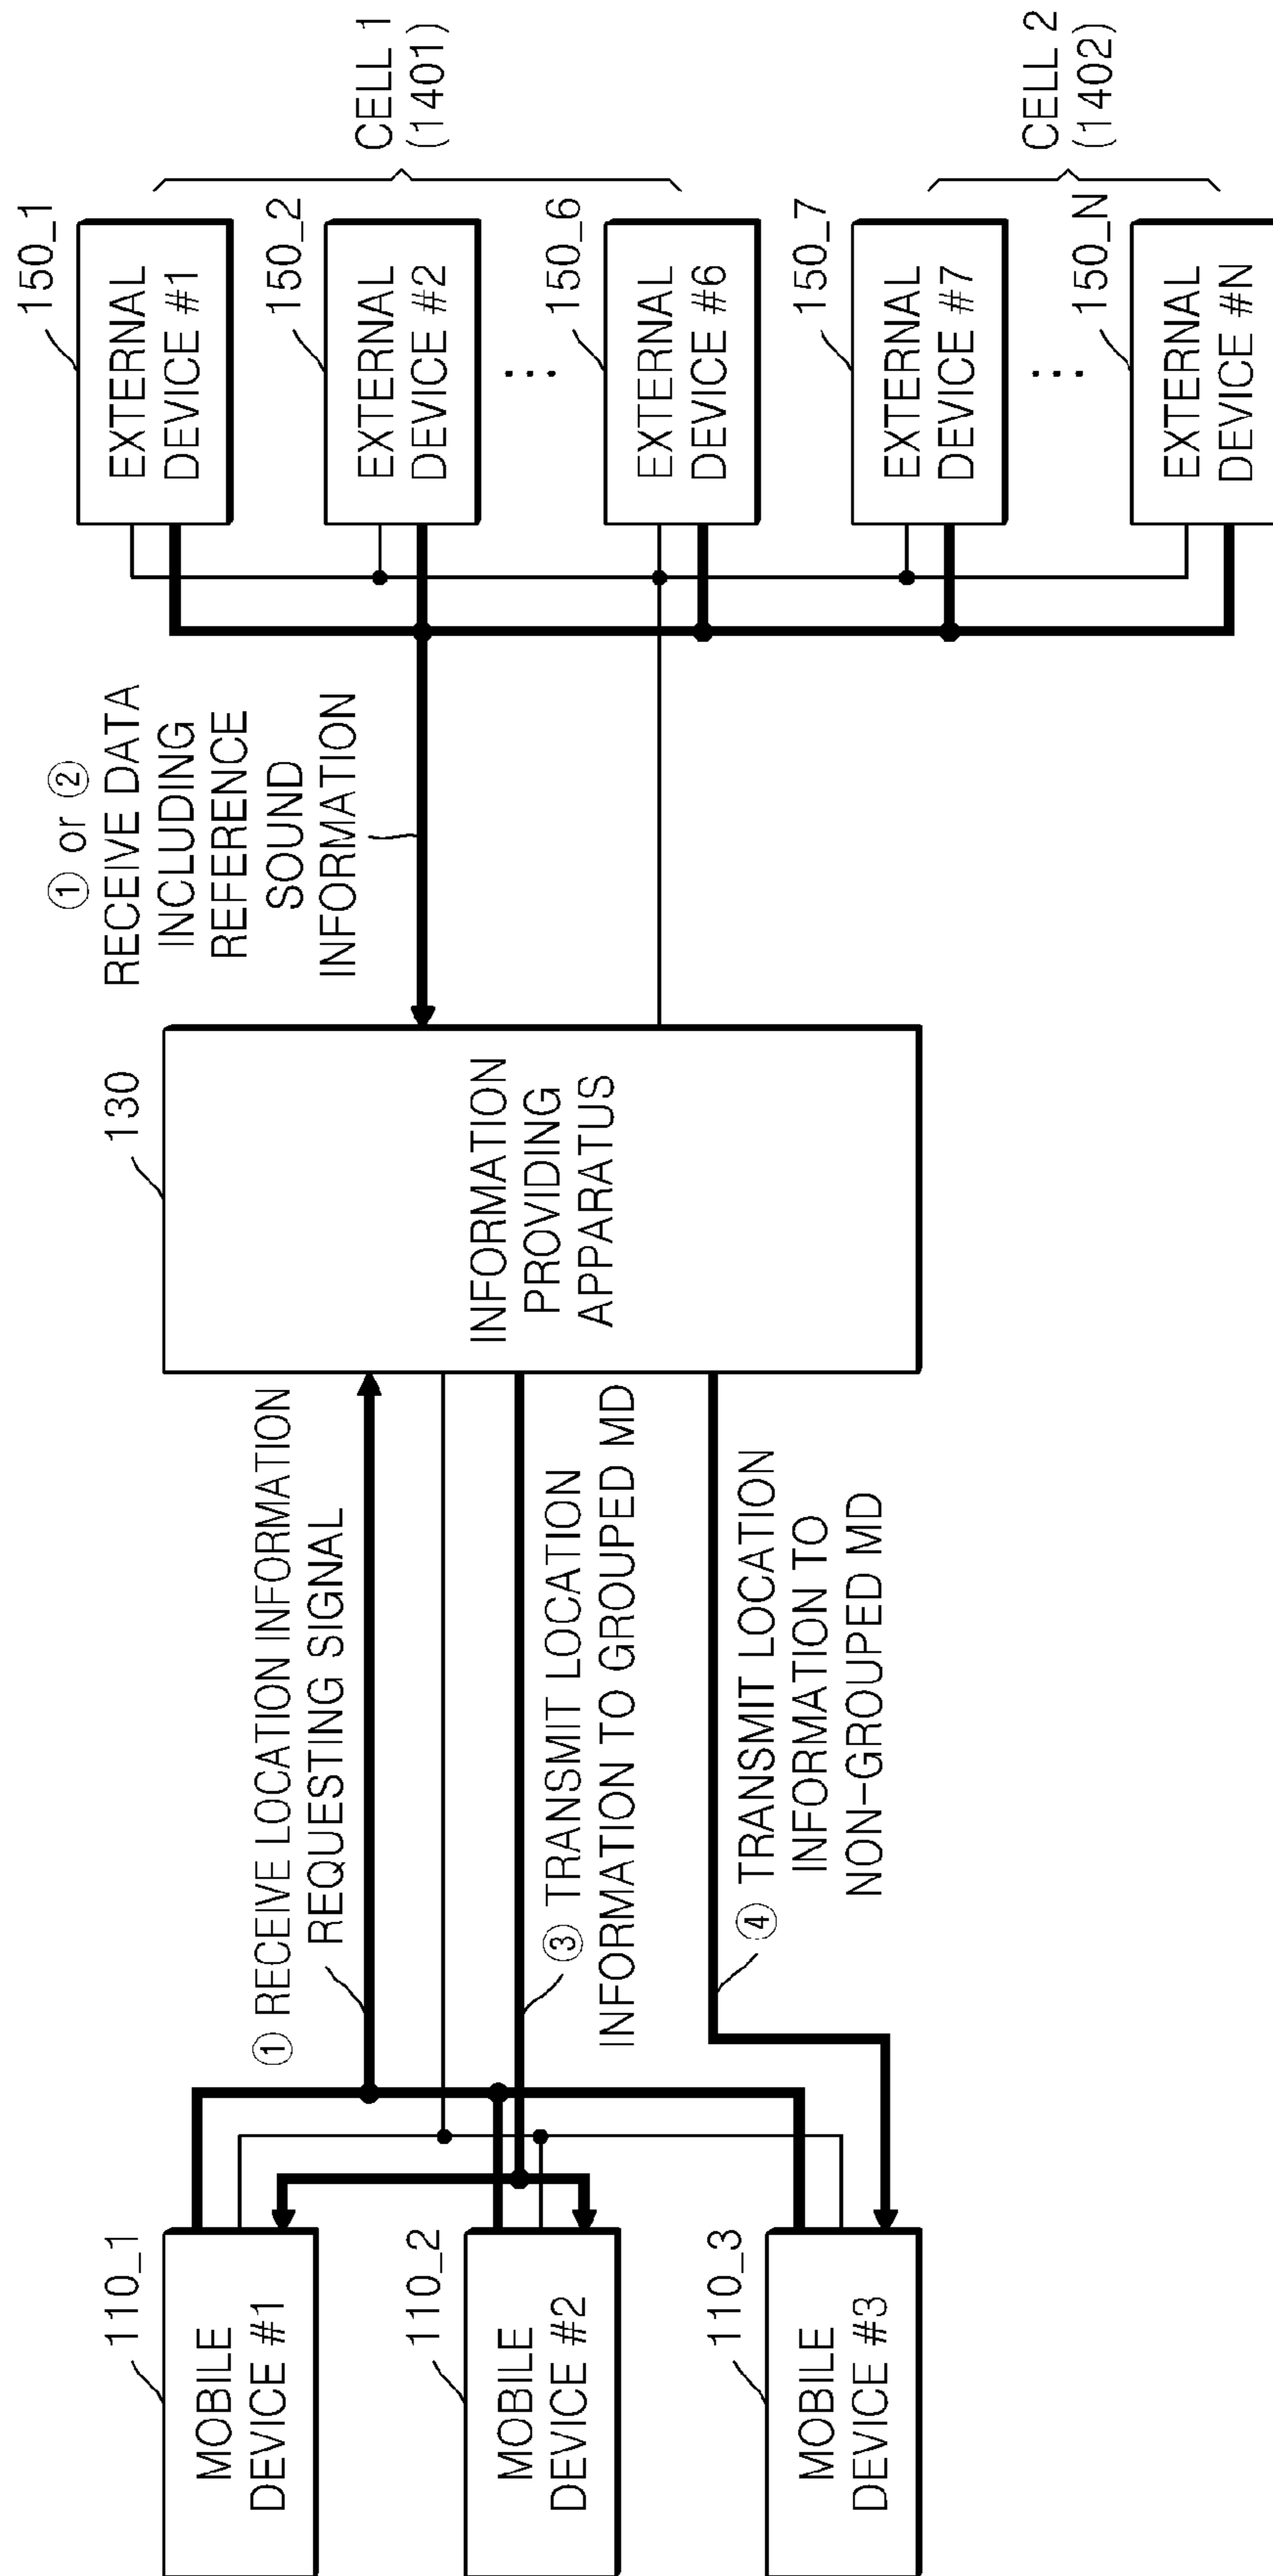 110_1
MOBILE
DEVICE #1
110_2
MOBILE
DEVICE #2
110_3
MOBILE
DEVICE #3
① RECEIVE LOCATION INFORMATION
REQUESTING SIGNAL
③ TRANSMIT LOCATION
INFORMATION TO GROUPED MD
④ TRANSMIT LOCATION
INFORMATION TO
NON-GROUPED MD
130
INFORMATION
PROVIDING
APPARATUS
① or ②
RECEIVE DATA
INCLUDING
REFERENCE
SOUND
INFORMATION
150_1
EXTERNAL
DEVICE #1
150_2
EXTERNAL
DEVICE #2
...
150_6
EXTERNAL
DEVICE #6
150_7
EXTERNAL
DEVICE #7
...
150_N
EXTERNAL
DEVICE #N
CELL 1
(1401)
CELL 2
(1402)